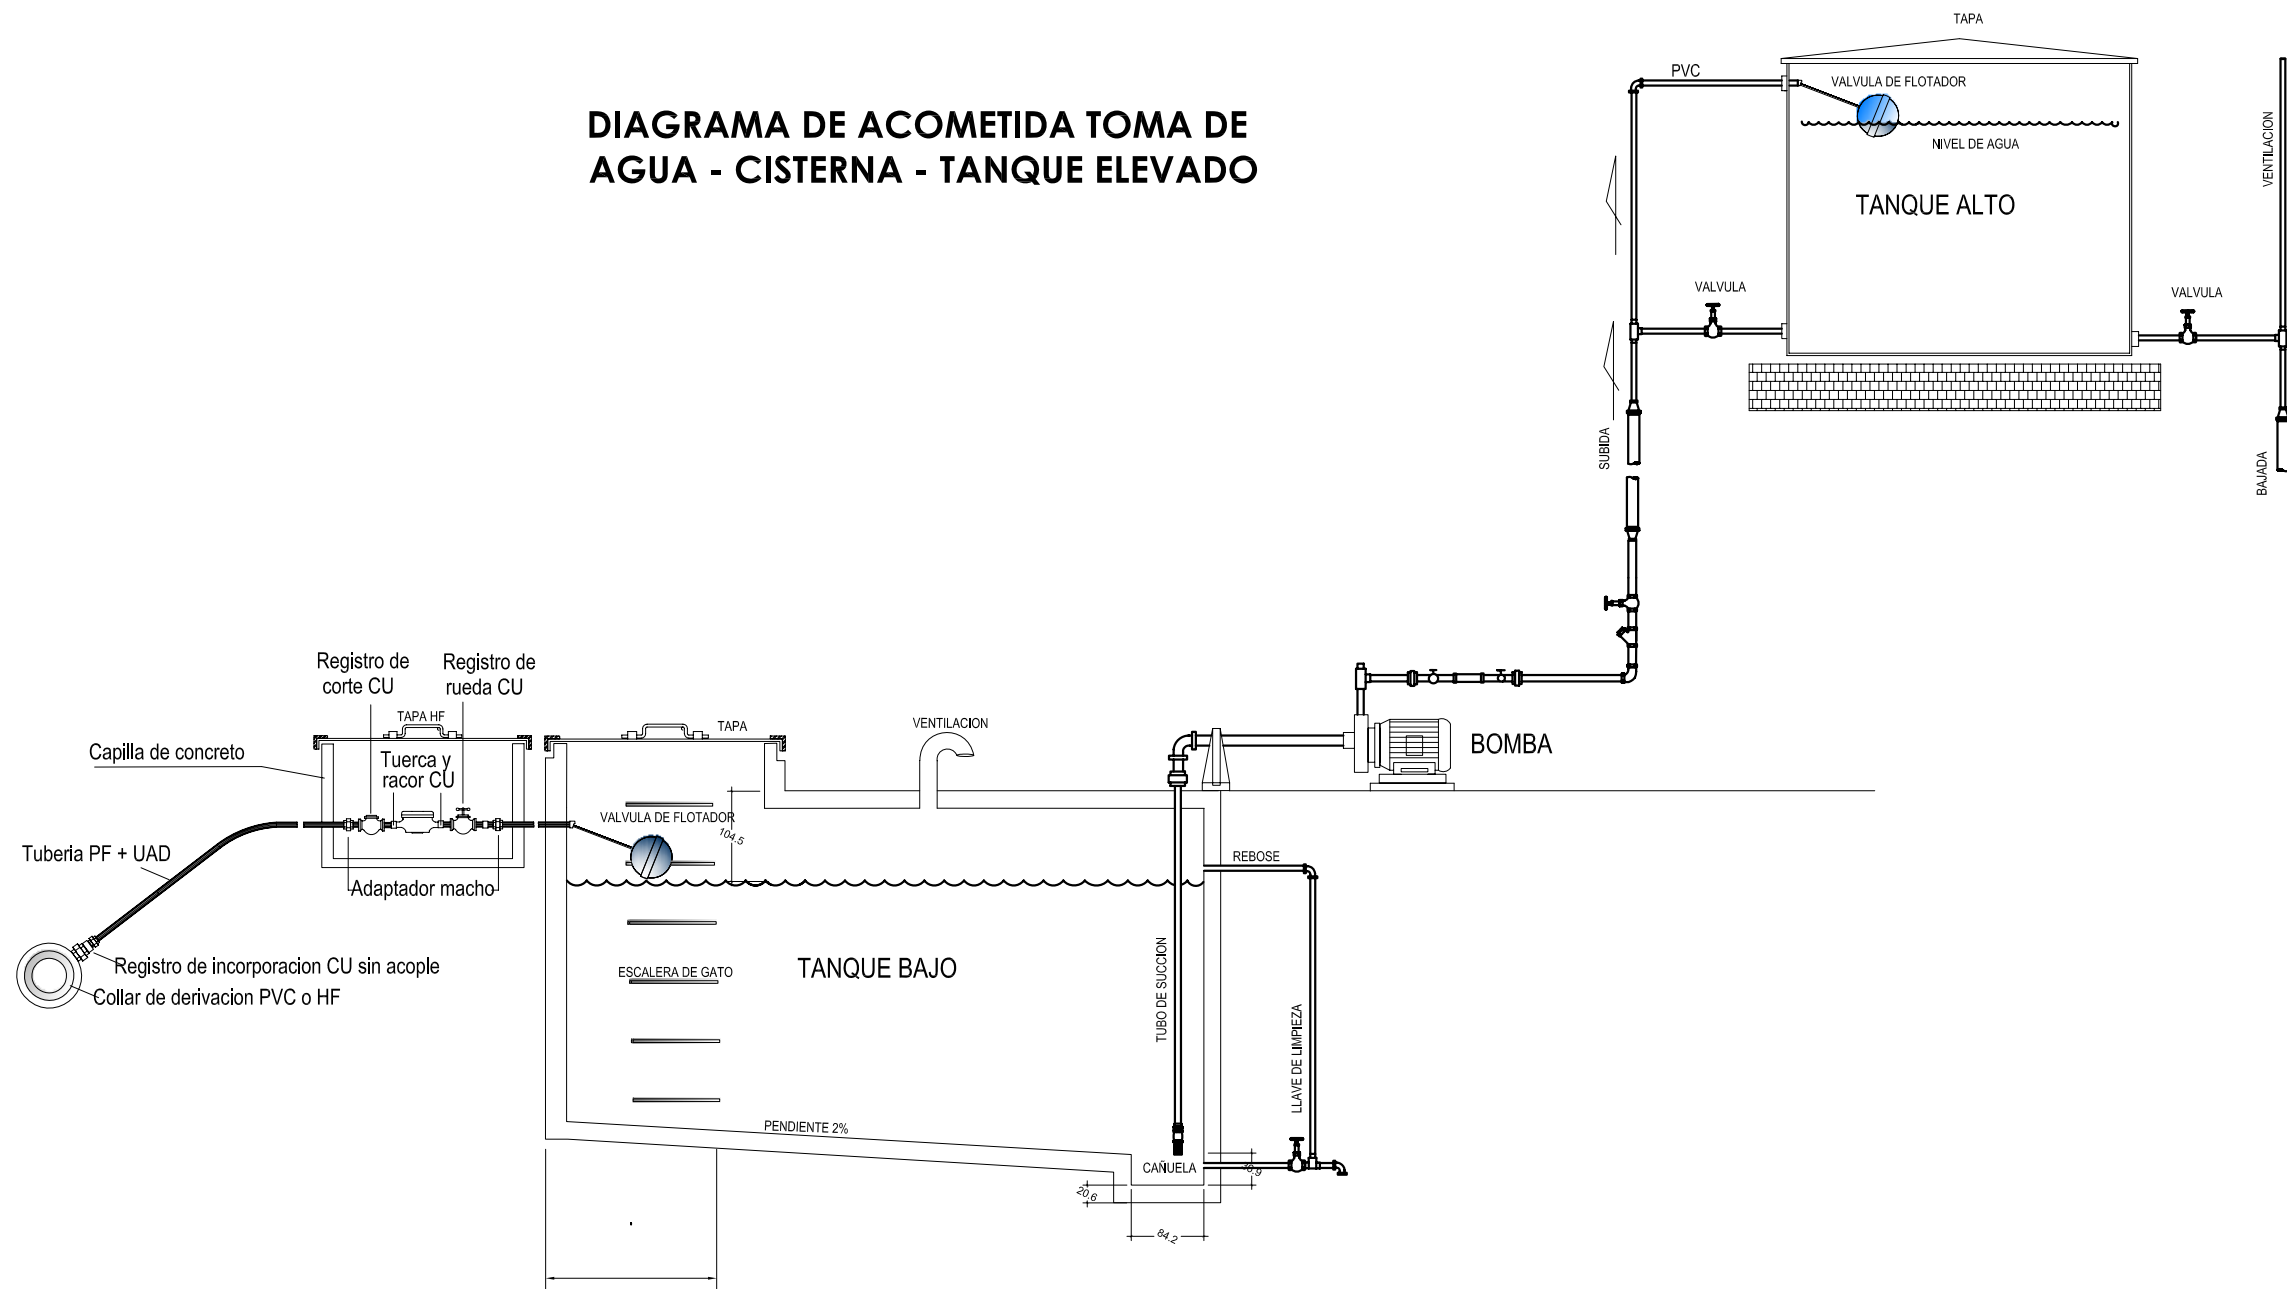 DIAGRAMA DE ACOMETIDA TOMA DE
AGUA - CISTERNA - TANQUE ELEVADO
TAPA
PVC
VALVULA DE FLOTADOR
NIVEL DE AGUA
TANQUE ALTO
VENTILACION
VALVULA
VALVULA
SUBIDA
BAJADA
Registro de
corte CU
Registro de
rueda CU
TAPA HF
TAPA
VENTILACION
BOMBA
Capilla de concreto
Tuerca y
racor CU
VALVULA DE FLOTADOR
104.5
Tuberia PF + UAD
Adaptador macho
REBOSE
Registro de incorporacion CU sin acople
Collar de derivacion PVC o HF
ESCALERA DE GATO
TANQUE BAJO
TUBO DE SUCCION
LLAVE DE LIMPIEZA
PENDIENTE 2%
CAÑUELA
20.6
84.2